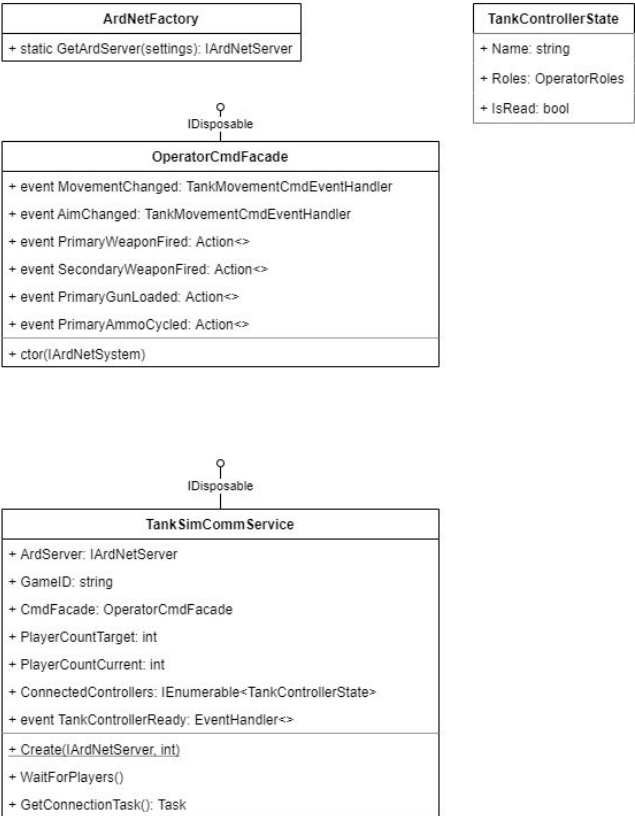 ArdNetFactory
+ static GetArdServer(settings): IArdNetServer
TankControllerState
+ Name: string
+ Roles: OperatorRoles
+ IsRead: bool
IDisposable
OperatorCmdFacade
+ event MovementChanged: TankMovementCmdEventHandler
+ event AimChanged: TankMovementCmdEventHandler
+ event PrimaryWeaponFired: Action<>
+ event SecondaryWeaponFired: Action<>
+ event PrimaryGunLoaded: Action<>
+ event PrimaryAmmoCycled: Action<>
+ ctor(IArdNetSystem)
IDisposable
TankSimCommService
+ ArdServer: IArdNetServer
+ GameID: string
+ CmdFacade: OperatorCmdFacade
+ PlayerCountTarget: int
+ PlayerCountCurrent: int
+ ConnectedControllers: IEnumerable<TankControllerState>
+ event TankControllerReady: EventHandler<>
+ Create(IArdNetServer, int)
+ WaitForPlayers()
+ GetConnectionTask(): Task